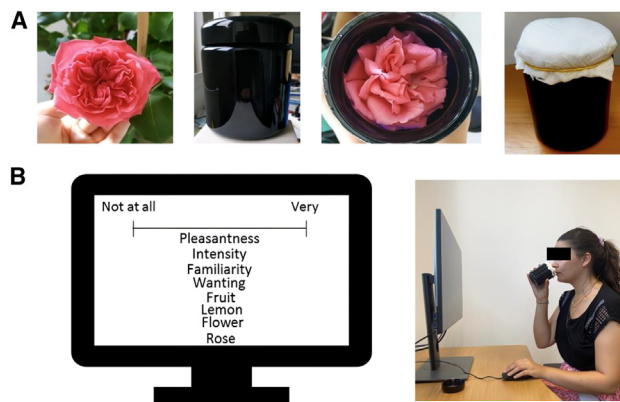 A
B
Not at all Very
Pleasantness
Intensity
Familiarity
Wanting
Fruit
Lemon
Flower
Rose